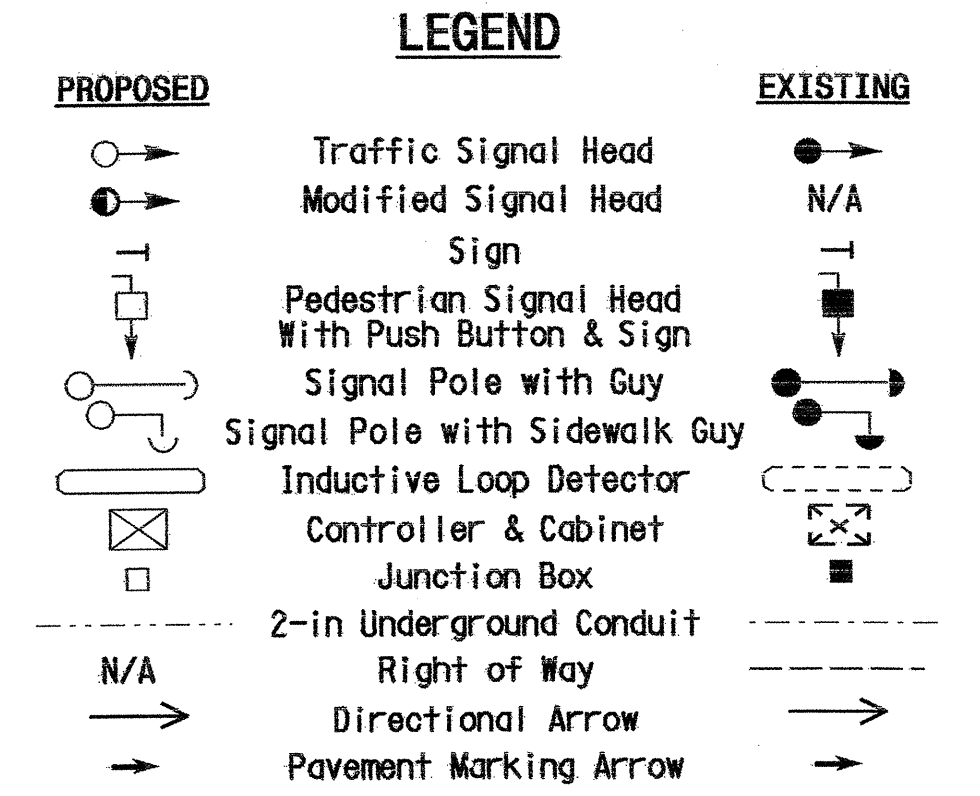 LEGEND
PROPOSED
EXISTING
Traffic Signal Head
Modified Signal Head
N/A
Sign
Pedestrian Signal Head
With Push Button & Sign
Signal Pole with Guy
Signal Pole with Sidewalk Guy
Inductive Loop Detector
Controller & Cabinet
Junction Box
2-in Underground Conduit
N/A
Right of Way
Directional Arrow
Pavement Marking Arrow